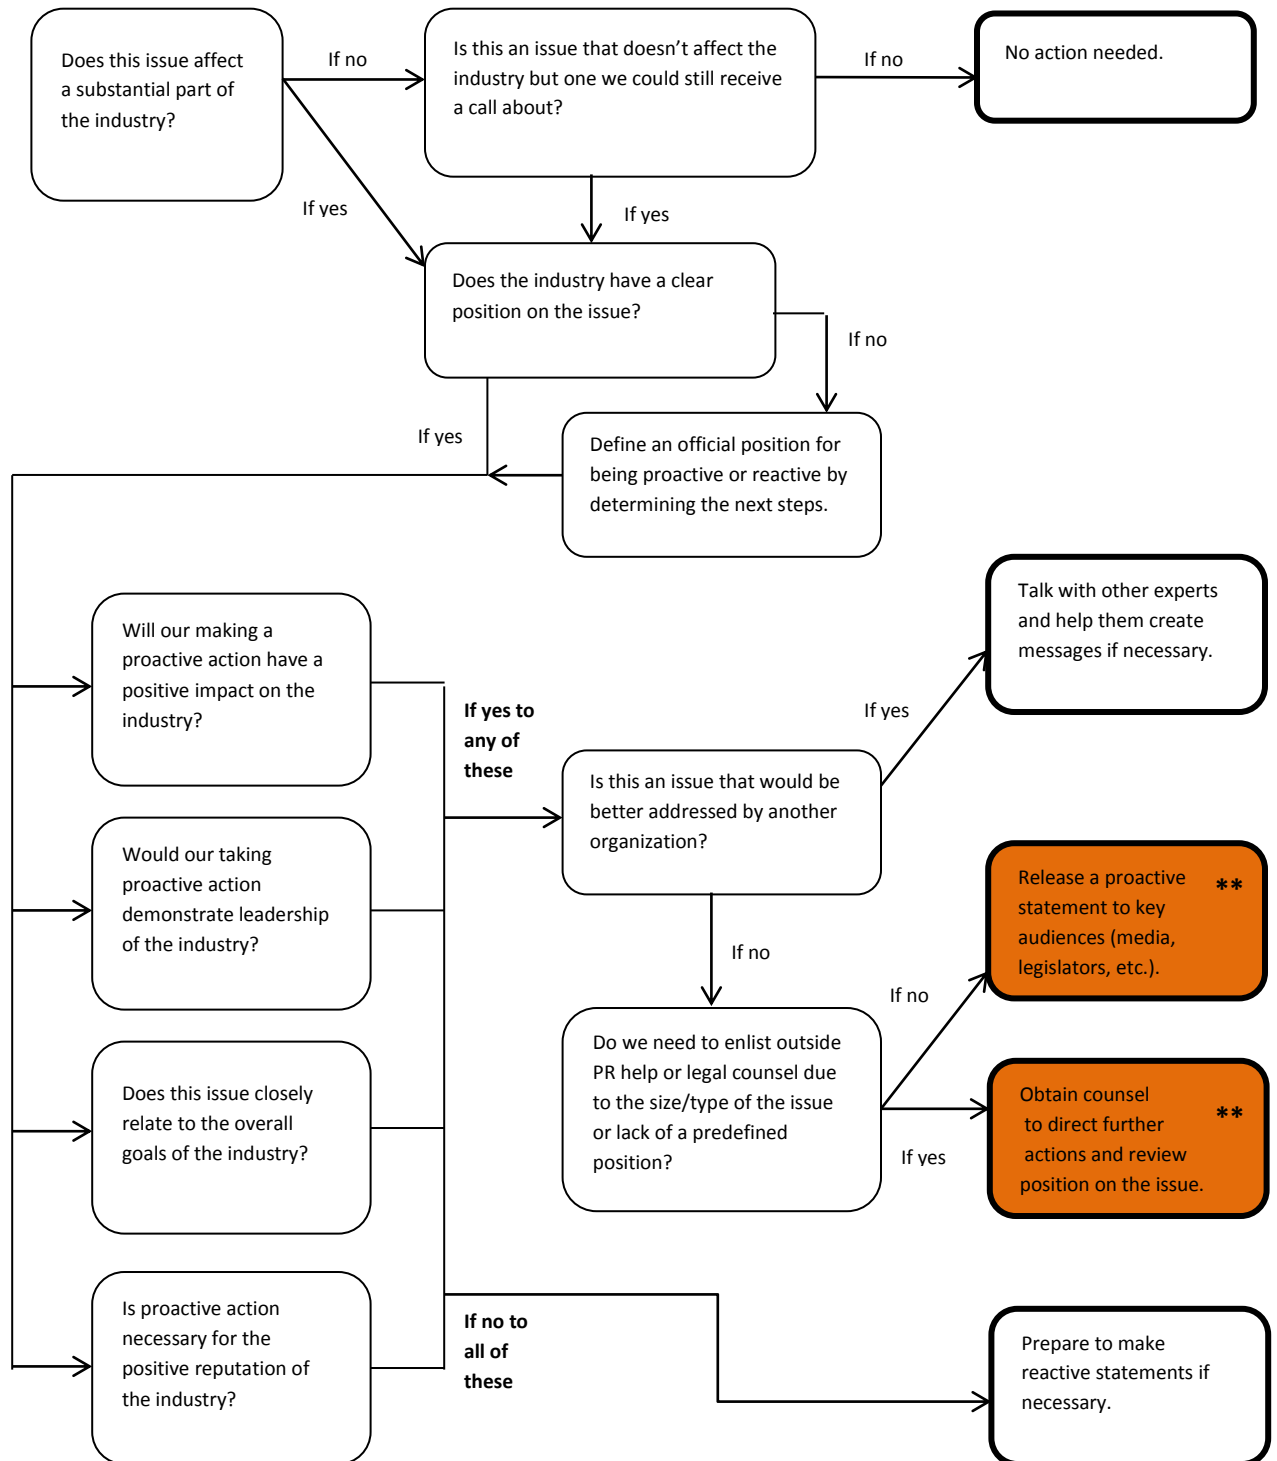 Does this issue affect
a substantial part of
the industry?
If no
Is this an issue that doesn’t affect the
industry but one we could still receive
a call about?
If no
No action needed.
If yes
If yes
Does the industry have a clear
position on the issue?
If no
If yes
Define an official position for
being proactive or reactive by
determining the next steps.
Will our making a
proactive action have a
positive impact on the
industry?
Would our taking
proactive action
demonstrate leadership
of the industry?
Does this issue closely
relate to the overall
goals of the industry?
Is proactive action
necessary for the
positive reputation of
the industry?
If yes to
any of
these
Is this an issue that would be
better addressed by another
organization?
If yes
Talk with other experts
and help them create
messages if necessary.
If no
Do we need to enlist outside
PR help or legal counsel due
to the size/type of the issue
or lack of a predefined
position?
If no
Release a proactive **
statement to key
audiences (media,
legislators, etc.).
If yes
Obtain counsel **
to direct further
actions and review
position on the issue.
If no to
all of
these
Prepare to make
reactive statements if
necessary.